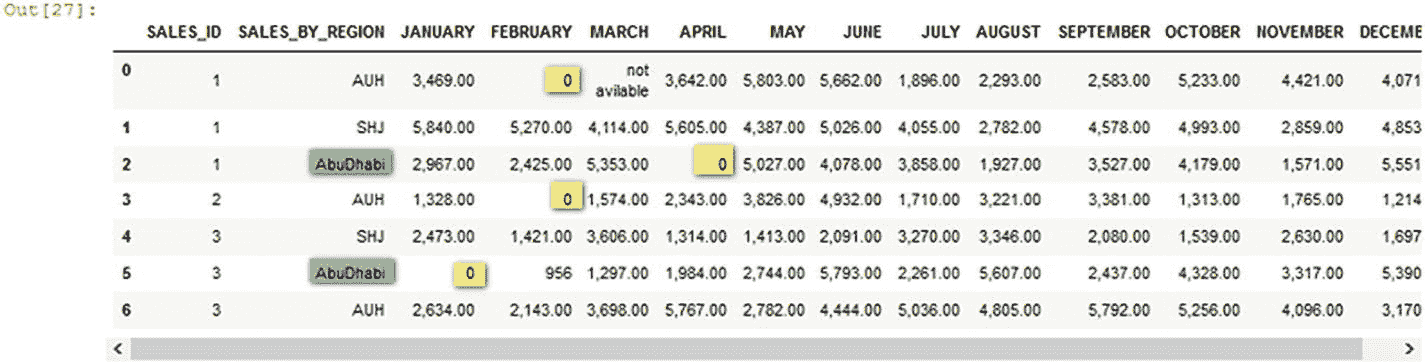 Out[27]:
SALES_ID SALES_BY_REGION JANUARY FEBRUARY MARCH APRIL MAY JUNE JULY AUGUST SEPTEMBER OCTOBER NOVEMBER DECEME
0 1 AUH 3,469.00 0 not avilable 3,642.00 5,803.00 5,662.00 1,896.00 2,293.00 2,583.00 5,233.00 4,421.00 4,071
1 1 SHJ 5,840.00 5,270.00 4,114.00 5,605.00 4,387.00 5,026.00 4,055.00 2,782.00 4,578.00 4,993.00 2,859.00 4,853
2 1 AbuDhabi 2,967.00 2,425.00 5,353.00 0 5,027.00 4,078.00 3,858.00 1,927.00 3,527.00 4,179.00 1,571.00 5,551
3 2 AUH 1,328.00 0 1,574.00 2,343.00 3,826.00 4,932.00 1,710.00 3,221.00 3,381.00 1,313.00 1,765.00 1,214
4 3 SHJ 2,473.00 1,421.00 3,606.00 1,314.00 1,413.00 2,091.00 3,270.00 3,346.00 2,080.00 1,539.00 2,630.00 1,697
5 3 AbuDhabi 0 956 1,297.00 1,984.00 2,744.00 5,793.00 2,261.00 5,607.00 2,437.00 4,328.00 3,317.00 5,390
6 3 AUH 2,634.00 2,143.00 3,698.00 5,767.00 2,782.00 4,444.00 5,036.00 4,805.00 5,792.00 5,256.00 4,096.00 3,170